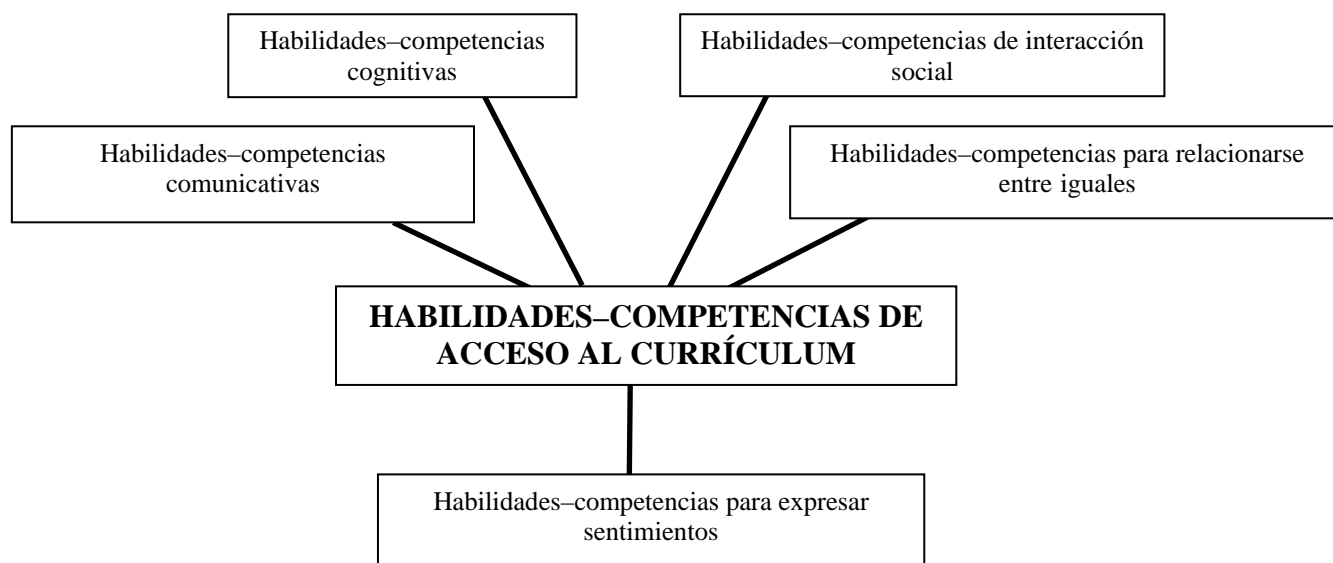 Habilidades–competencias
cognitivas
Habilidades–competencias de interacción
social
Habilidades–competencias
comunicativas
Habilidades–competencias para relacionarse
entre iguales
HABILIDADES–COMPETENCIAS DE
ACCESO AL CURRÍCULUM
Habilidades–competencias para expresar
sentimientos